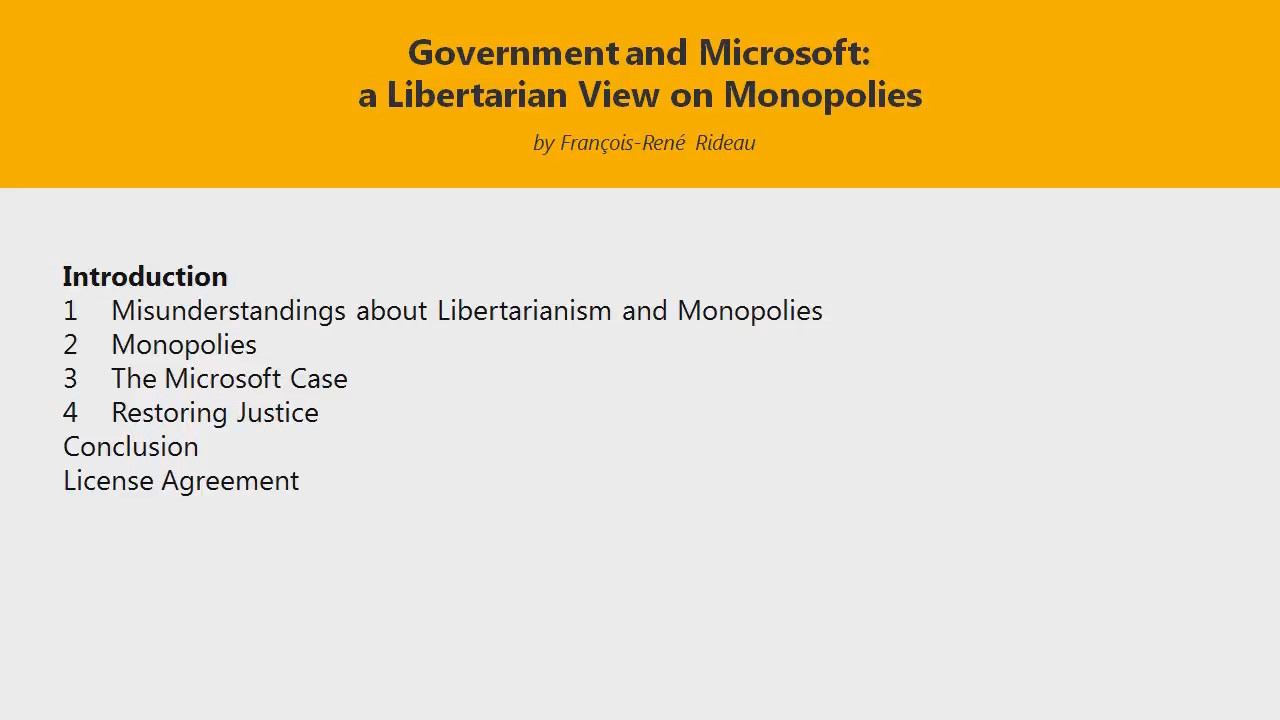 Government and Microsoft:
a Libertarian View on Monopolies
by François-René Rideau
Introduction
1 Misunderstandings about Libertarianism and Monopolies
2 Monopolies
3 The Microsoft Case
4 Restoring Justice
Conclusion
License Agreement